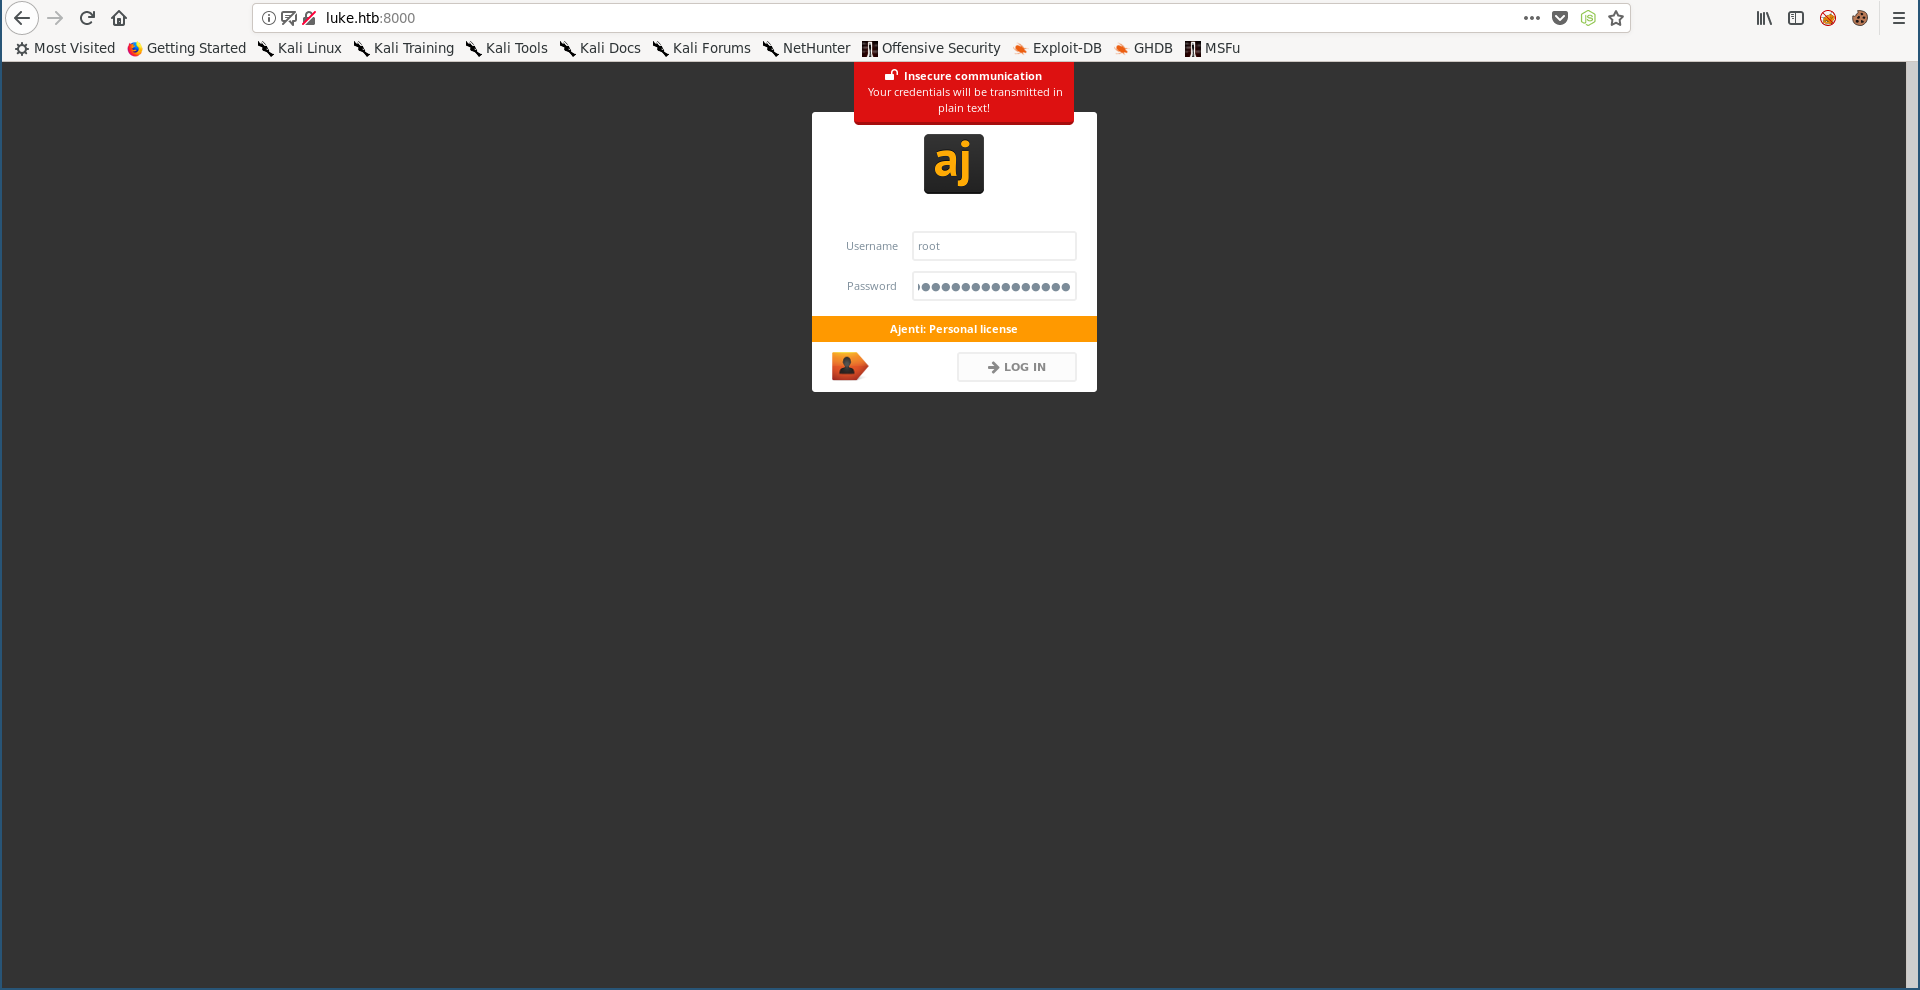 luke.htb:8000
Most Visited Getting Started Kali Linux Kali Training Kali Tools Kali Docs Kali Forums NetHunter Offensive Security Exploit-DB GHDB MSFu
Insecure communication
Your credentials will be transmitted in
plain text!
aj
Username root
Password
Ajenti: Personal license
LOG IN